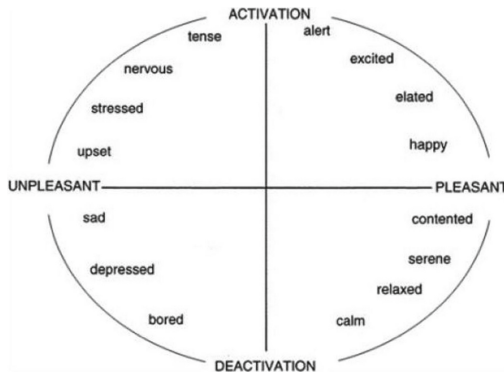 ACTIVATION
tense
alert
nervous
excited
stressed
elated
upset
happy
UNPLEASANT
PLEASANT
sad
contented
depressed
serene
relaxed
bored
calm
DEACTIVATION